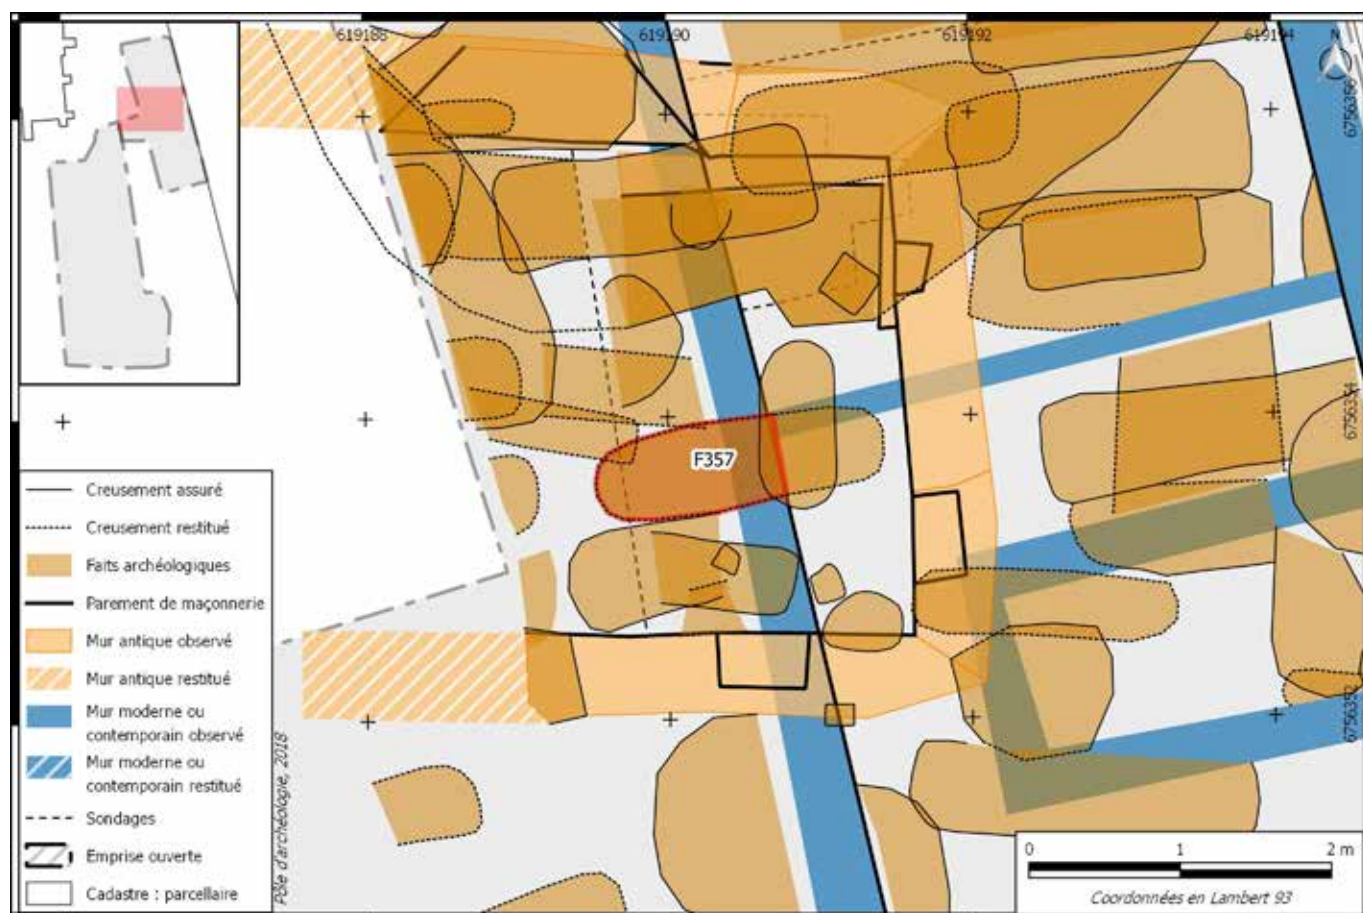 619188
619190
619192
619194
N
6756356
6756354
6756352
F357
Creusement assuré
Creusement restitué
Faits archéologiques
Parement de maçonnerie
Mur antique observé
Mur antique restitué
Mur moderne ou
contemporain observé
Mur moderne ou
contemporain restitué
Sondages
Emprise ouverte
Cadastre : parcellaire
Pôle d'archéologie, 2018
0 1 2 m
Coordonnées en Lambert 93